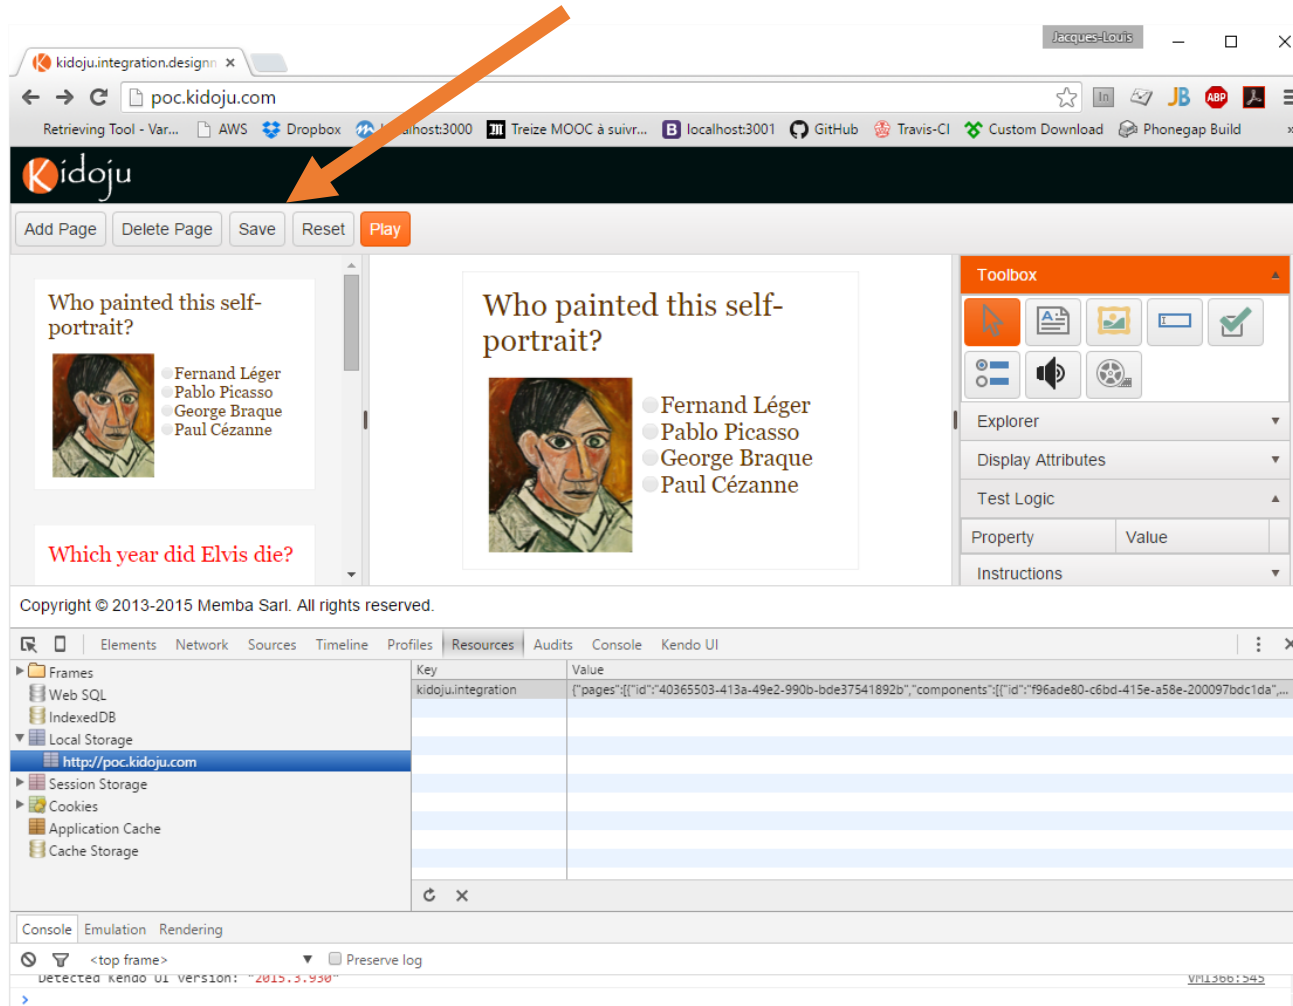 Jacques-Louis
kidoju.integration.designn
poc.kidoju.com
In JB ABP
Retrieving Tool - Var... AWS Dropbox lhost:3000 Treize MOOC à suivr... B localhost:3001 GitHub Travis-CI Custom Download Phonegap Build »
Kidoju
Add Page Delete Page Save Reset Play
Who painted this self-
portrait?
Fernand Léger
Pablo Picasso
George Braque
Paul Cézanne
Which year did Elvis die?
Who painted this self-
portrait?
Fernand Léger
Pablo Picasso
George Braque
Paul Cézanne
Toolbox
Explorer
Display Attributes
Test Logic
Property Value
Instructions
Copyright © 2013-2015 Memba Sarl. All rights reserved.
Elements Network Sources Timeline Profiles Resources Audits Console Kendo UI
Frames
Web SQL
IndexedDB
Local Storage
http://poc.kidoju.com
Session Storage
Cookies
Application Cache
Cache Storage
Key Value
kidoju.integration {"pages":[{"id":"40365503-413a-49e2-990b-bde37541892b","components":[{"id":"f96ade80-c6bd-415e-a58e-200097bdc1da",...
Console Emulation Rendering
<top frame> Preserve log
Detected Kendo UI version: "2015.3.930" VM1366:545
>